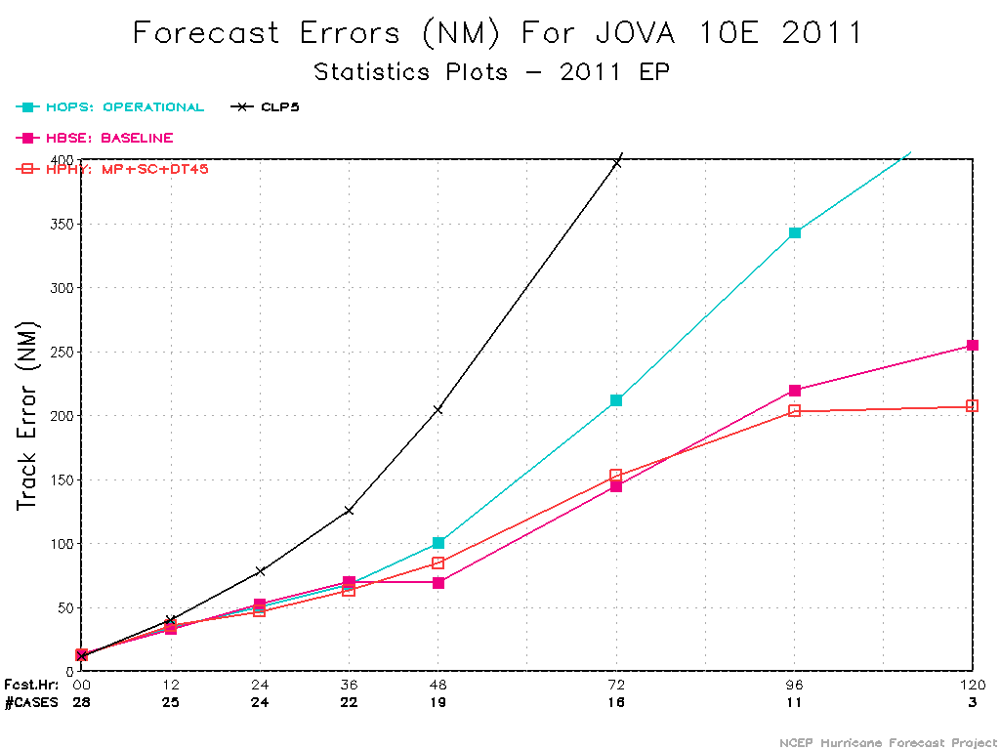 Forecast Errors (NM) For JOVA 10E 2011
Statistics Plots – 2011 EP
HOPS: OPERATIONAL CLP5
HBSE: BASELINE
HPHY: MP+SC+DT45
400
350
300
250
200
150
100
50
0
Track Error (NM)
Fcst.Hr: 00 12 24 36 48 72 96 120
#CASES 28 25 24 22 19 16 11 3
NCEP Hurricane Forecast Project